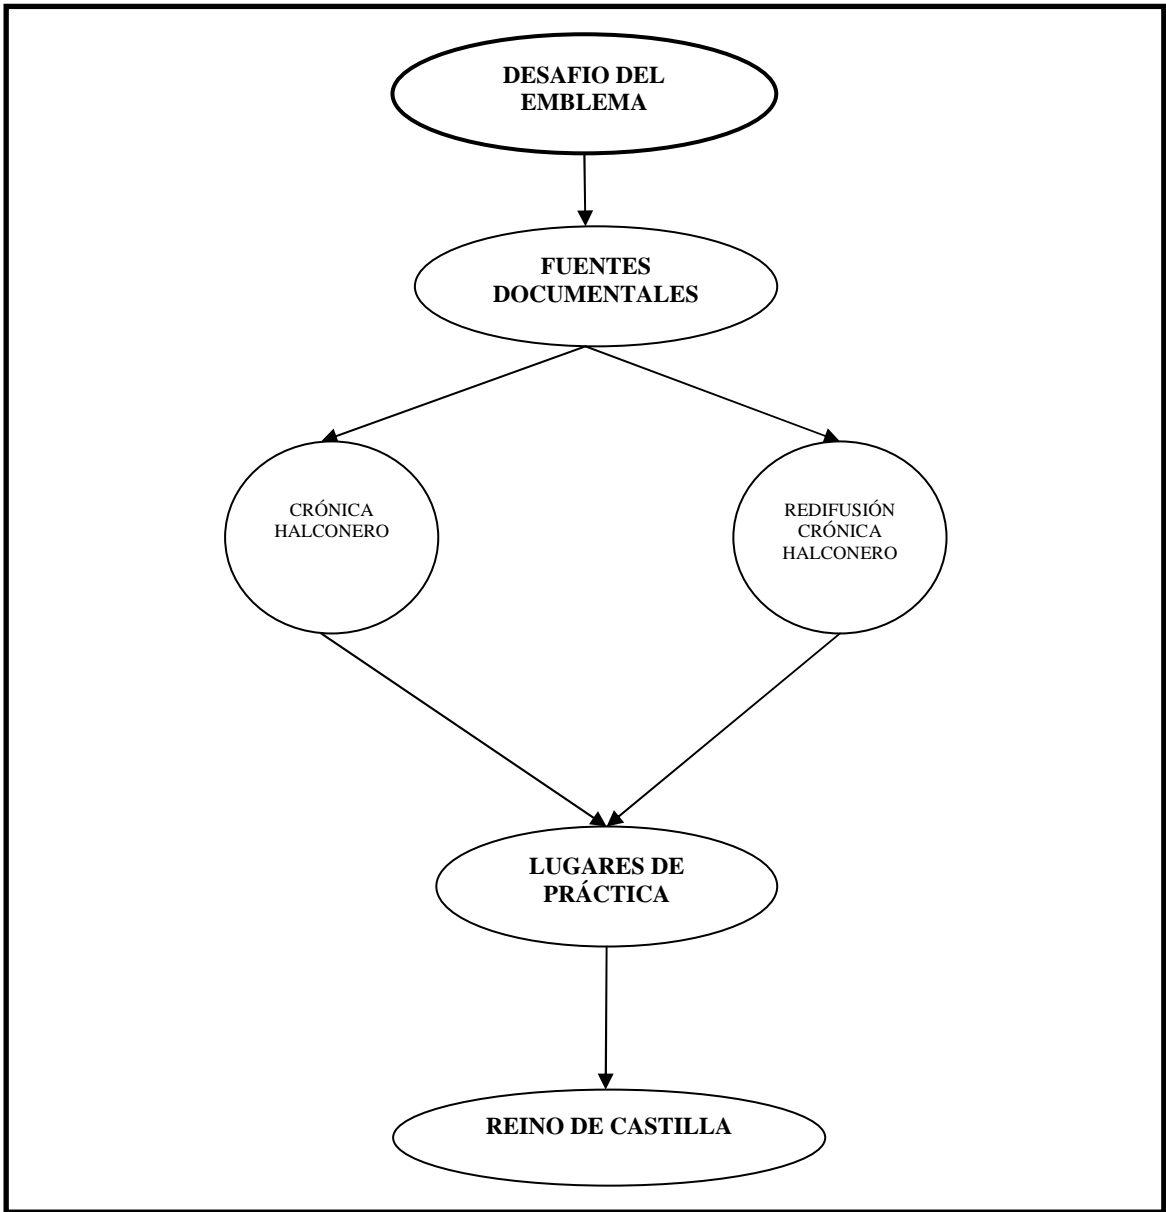 DESAFIO DEL
EMBLEMA
FUENTES
DOCUMENTALES
CRÓNICA
HALCONERO
REDIFUSIÓN
CRÓNICA
HALCONERO
LUGARES DE
PRÁCTICA
REINO DE CASTILLA